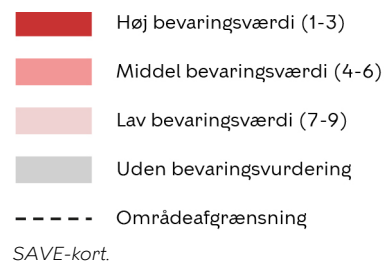 Høj bevaringsværdi (1-3)
Middel bevaringsværdi (4-6)
Lav bevaringsværdi (7-9)
Uden bevaringsvurdering
Områdeafgrænsning
SAVE-kort.